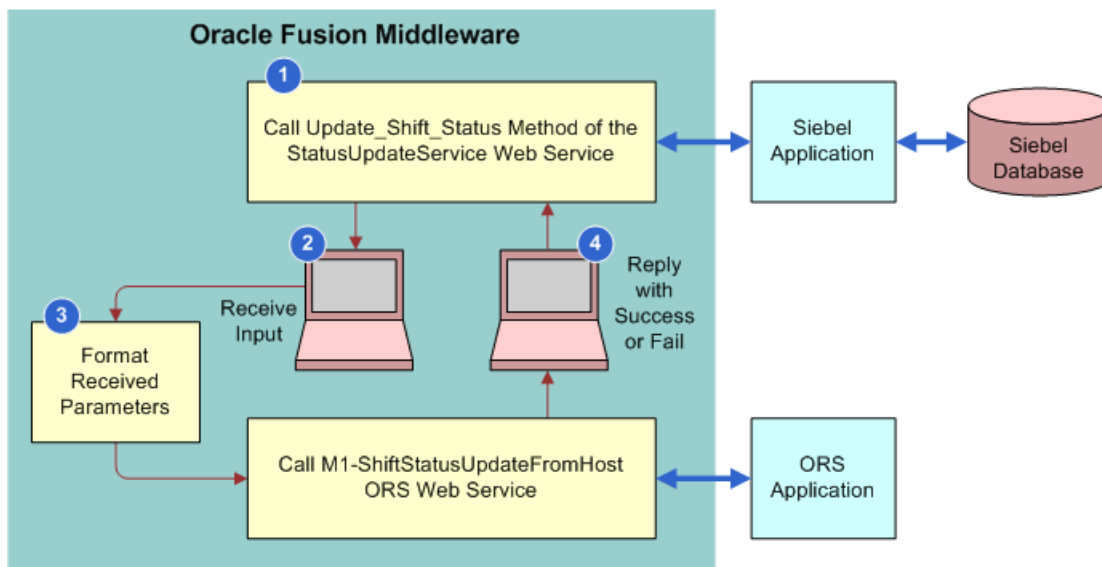 Oracle Fusion Middleware
1
Call Update_Shift_Status Method of the
StatusUpdateService Web Service
Siebel
Application
Siebel
Database
2
Receive
Input
4
Reply
with
Success
or Fail
3
Format
Received
Parameters
Call M1-ShiftStatusUpdateFromHost
ORS Web Service
ORS
Application